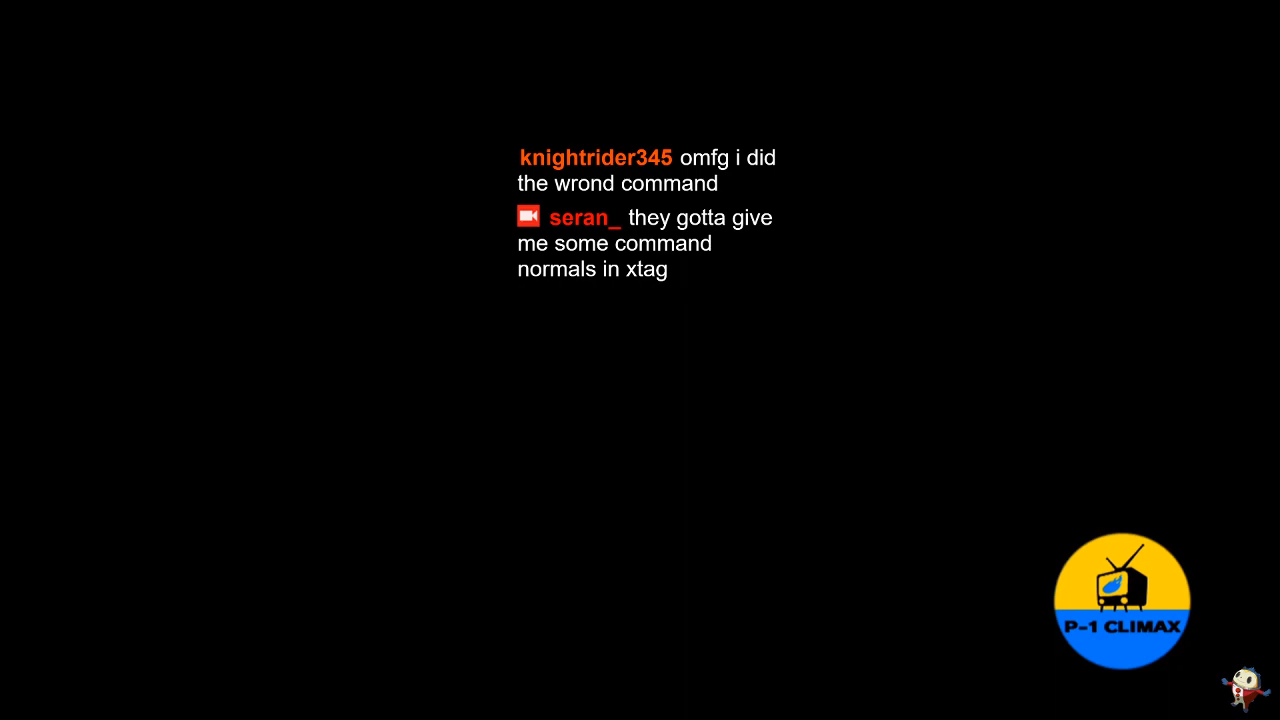 knightrider345 omfg i did
the wrond command
seran_ they gotta give
me some command
normals in xtag
P-1 CLIMAX